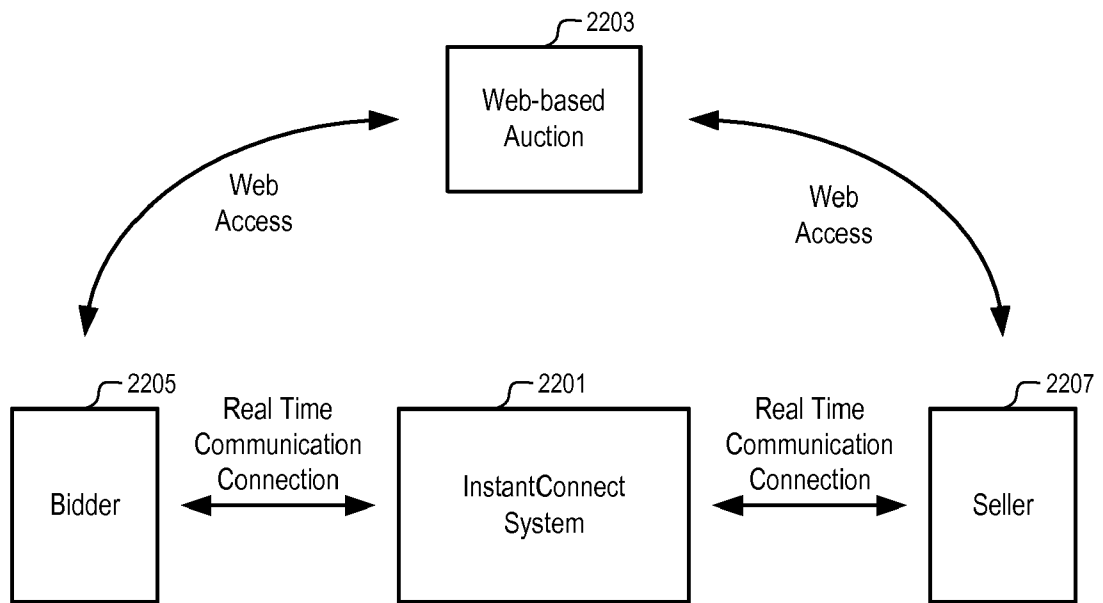 2203
Web-based
Auction
Web
Access
Web
Access
2205
2201
2207
Real Time
Communication
Connection
Real Time
Communication
Connection
Bidder
InstantConnect
System
Seller